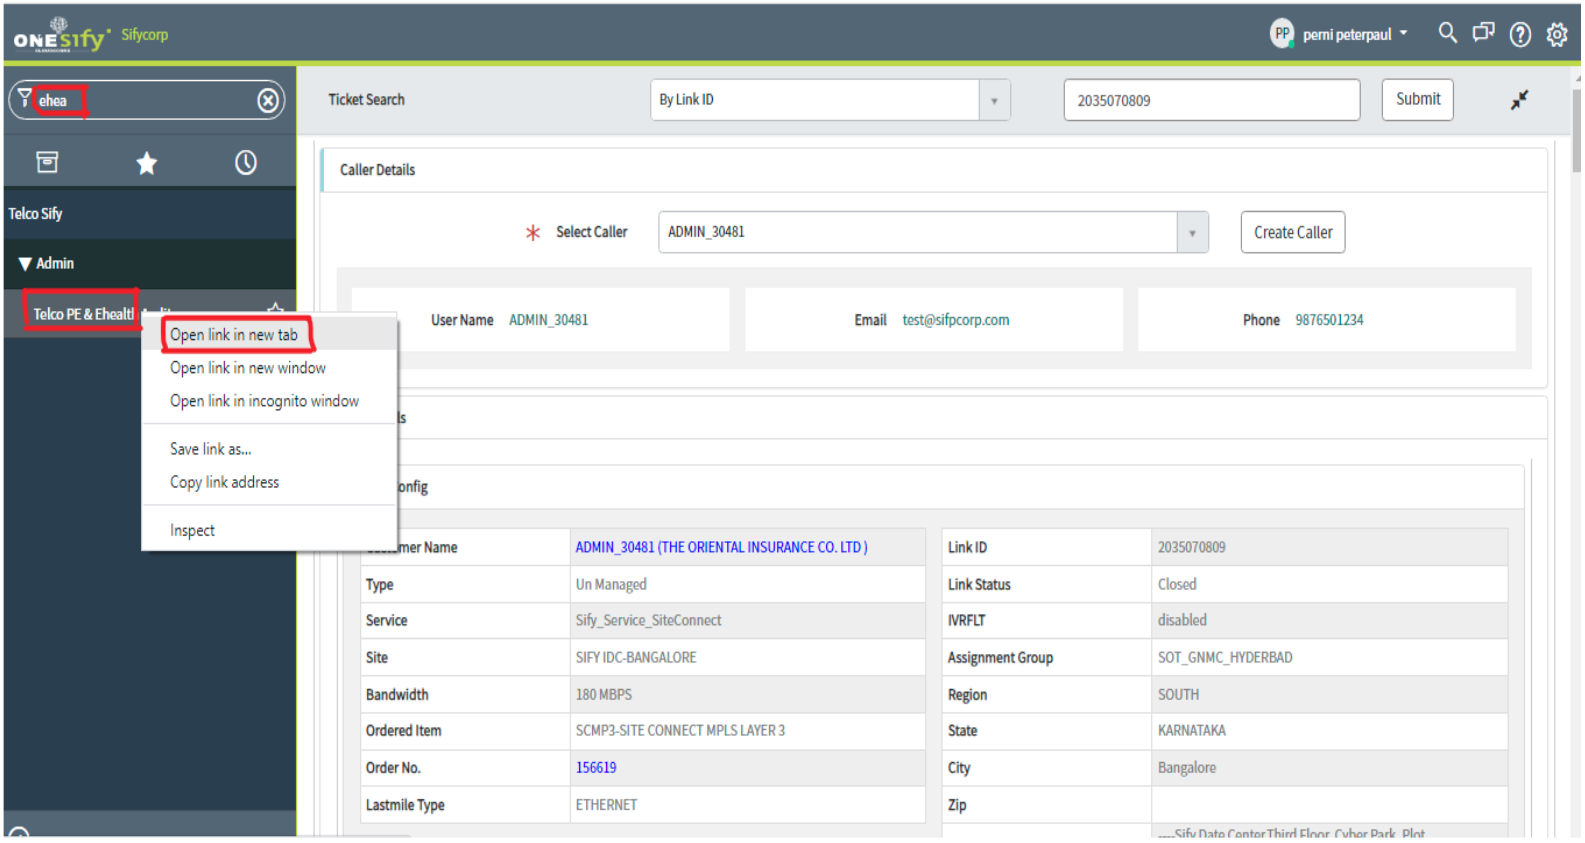 ONESIfy Sifycorp
PP perni peterpaul
ehea
Telco Sify
Admin
Telco PE & Ehealth
Open link in new tab
Open link in new window
Open link in incognito window
Save link as...
Copy link address
Inspect
Ticket Search By Link ID 2035070809 Submit
Caller Details
* Select Caller ADMIN_30481 Create Caller
User Name ADMIN_30481 Email test@sifpcorp.com Phone 9876501234
ls
onfig
Customer Name ADMIN_30481 (THE ORIENTAL INSURANCE CO. LTD ) Link ID 2035070809
Type Un Managed Link Status Closed
Service Sify_Service_SiteConnect IVRFLT disabled
Site SIFY IDC-BANGALORE Assignment Group SOT_GNMC_HYDERBAD
Bandwidth 180 MBPS Region SOUTH
Ordered Item SCMP3-SITE CONNECT MPLS LAYER 3 State KARNATAKA
Order No. 156619 City Bangalore
Lastmile Type ETHERNET Zip
----Sify Date Center Third Floor, Cyber Park, Plot